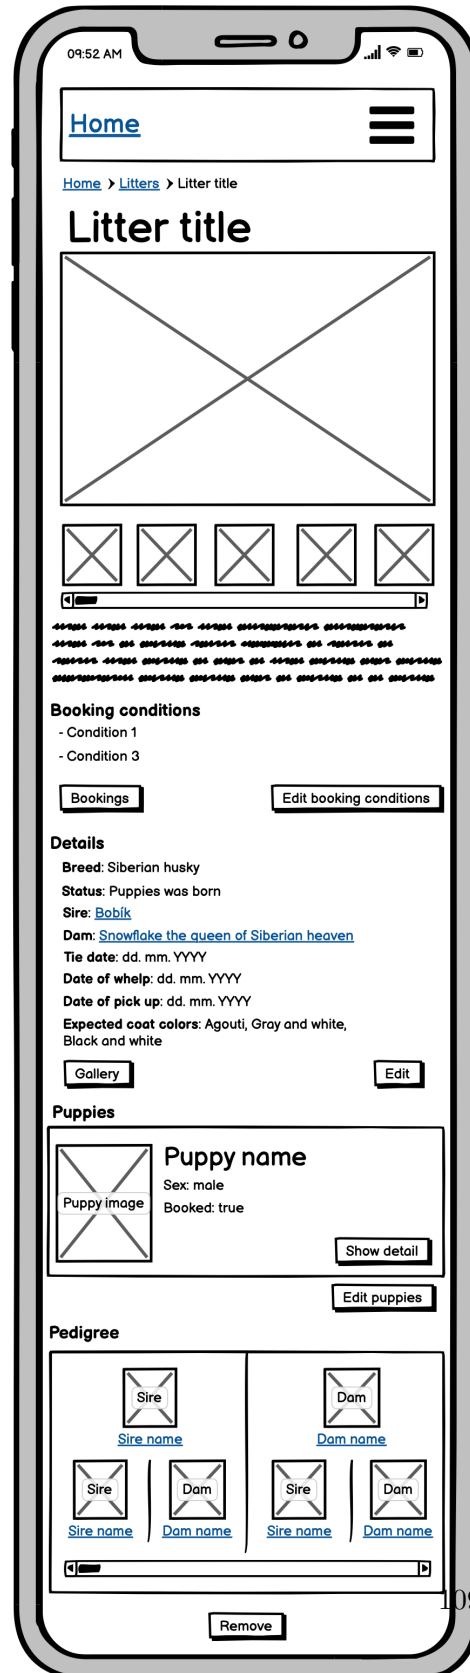 09:52 AM
Home
Home > Litters > Litter title
Litter title
Booking conditions
- Condition 1
- Condition 3
Bookings Edit booking conditions
Details
Breed: Siberian husky
Status: Puppies was born
Sire: Bobík
Dam: Snowflake the queen of Siberian heaven
Tie date: dd. mm. YYYY
Date of whelp: dd. mm. YYYY
Date of pick up: dd. mm. YYYY
Expected coat colors: Agouti, Gray and white,
Black and white
Gallery Edit
Puppies
Puppy name
Sex: male
Puppy image
Booked: true
Show detail
Edit puppies
Pedigree
Sire Dam
Sire name Dam name
Sire Dam Sire Dam
Sire name Dam name Sire name Dam name
Remove